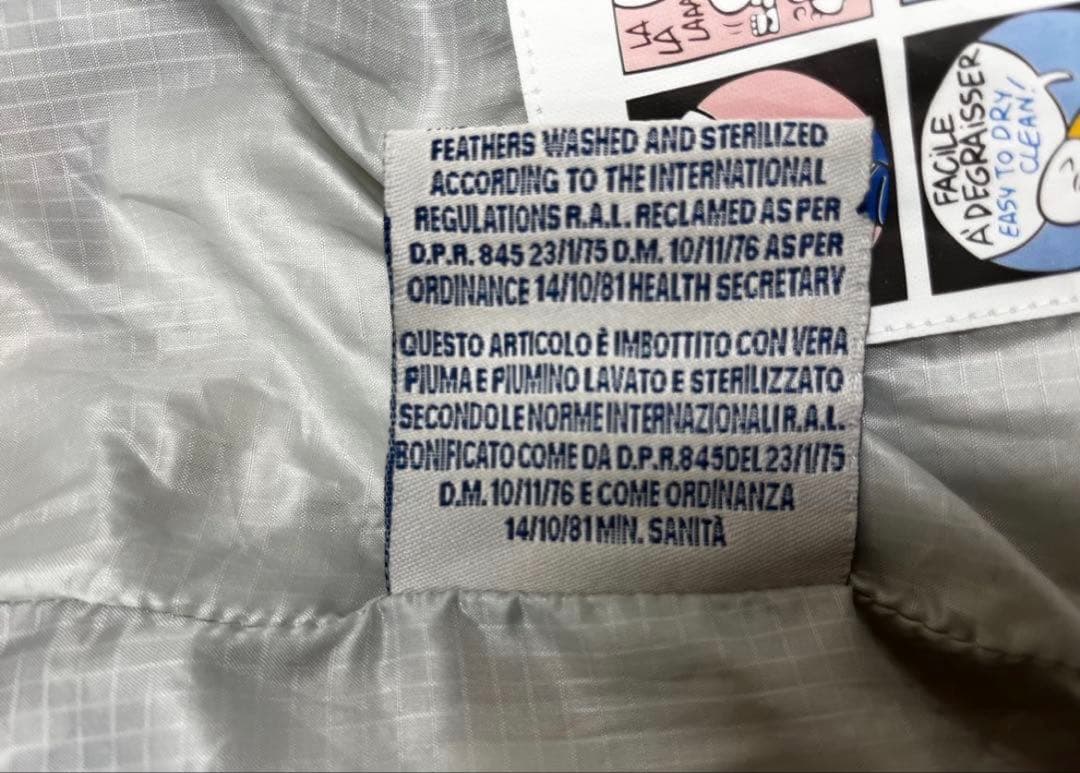 LA
LA
LAAA
FACILE
À DEGRAISSER
EASY TO DRY
CLEAN!
FEATHERS WASHED AND STERILIZED
ACCORDING TO THE INTERNATIONAL
REGULATIONS R.A.L. RECLAMED AS PER
D.P.R. 845 23/1/75 D.M. 10/11/76 AS PER
ORDINANCE 14/10/81 HEALTH SECRETARY
QUESTO ARTICOLO È IMBOTTITO CON VERA
PIUMA E PIUMINO LAVATO E STERILIZZATO
SECONDO LE NORME INTERNAZIONALI R.A.L.
BONIFICATO COME DA D.P.R. 845 DEL 23/1/75
D.M. 10/11/76 E COME ORDINANZA
14/10/81 MIN. SANITÀ